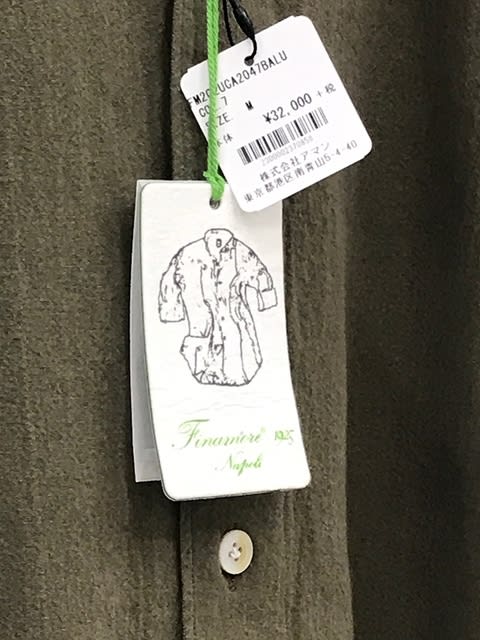 COL. 7
SIZE. M
¥32,000 +税
2300002370858
株式会社アマン
東京都港区南青山5-4-40
Finamore® 1925
Napoli